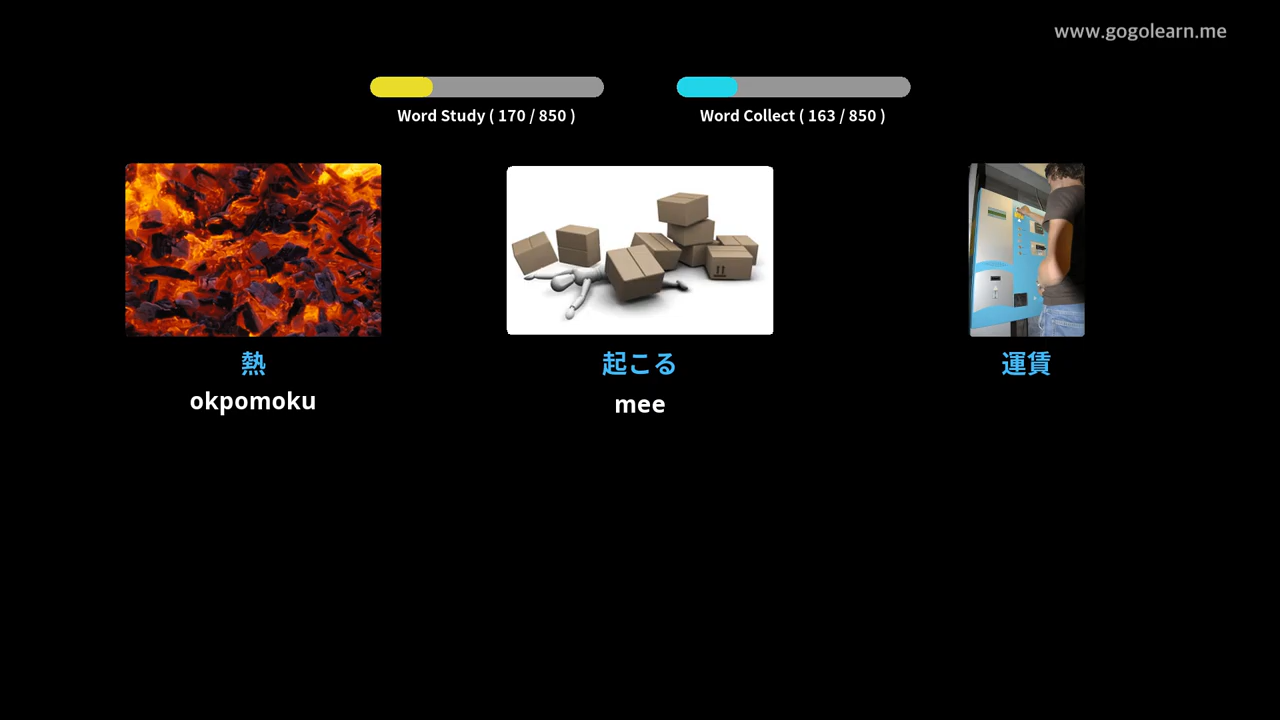 www.gogolearn.me
Word Study ( 170 / 850 )
Word Collect ( 163 / 850 )
熱
okpomoku
起こる
mee
運賃